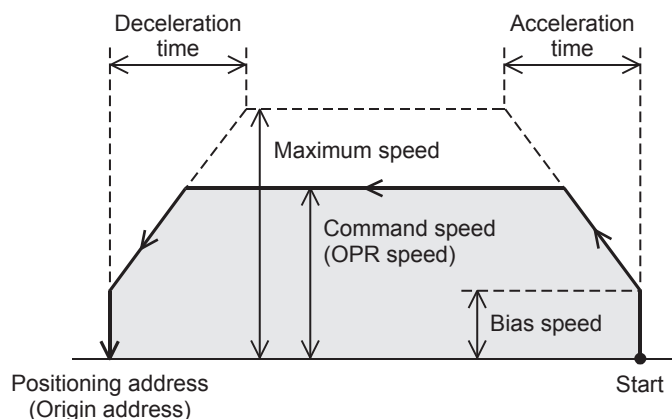 Deceleration
time
Acceleration
time
Maximum speed
Command speed
(OPR speed)
Bias speed
Positioning address
(Origin address)
Start